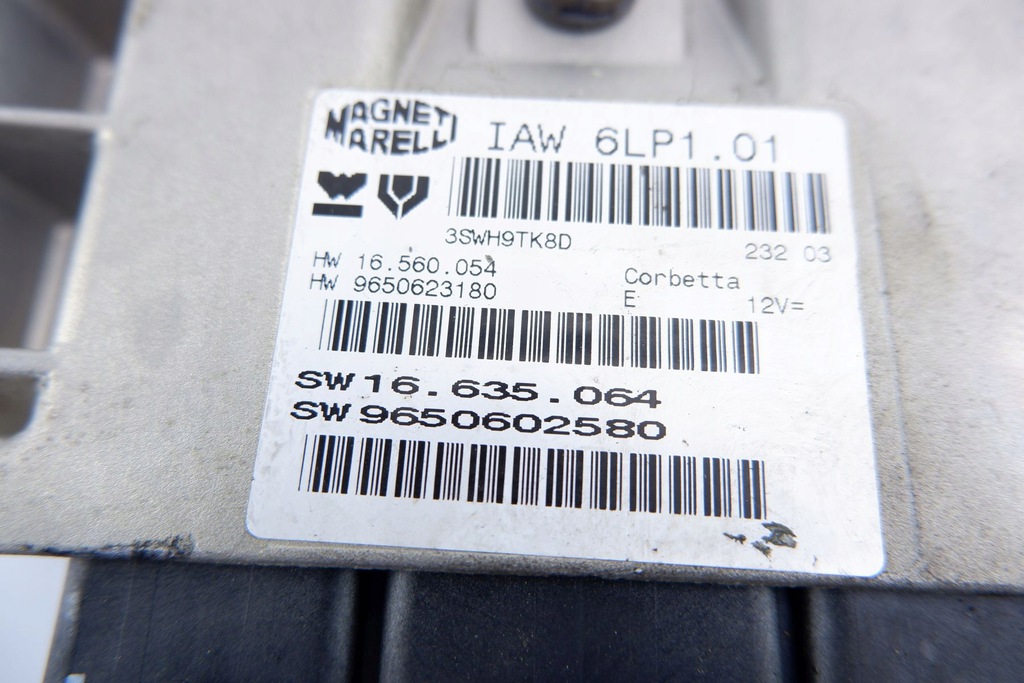 MAGNETI
MARELLI
IAW 6LP1.01
3SWH9TK8D
232 03
HW 16.560.054
HW 9650623180
Corbetta
E 12V=
SW 16.635.064
SW 9650602580